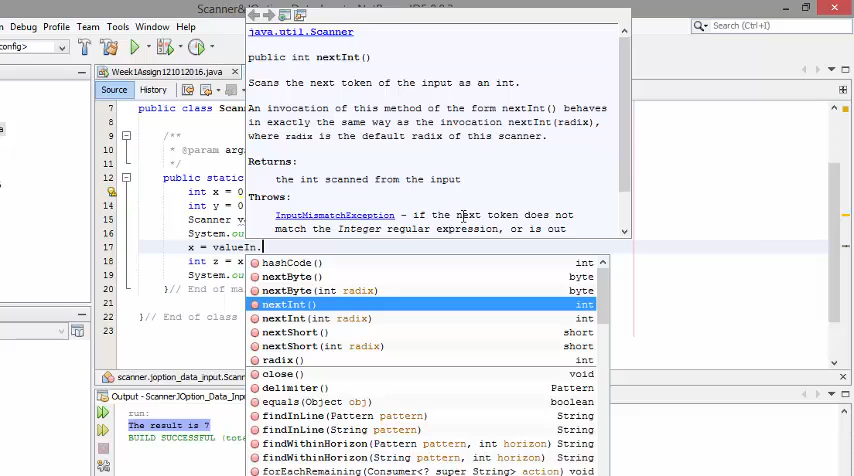 Profile Team Tools Window Help
Search (Ctrl+I)
config>
Week1Assign121012016.java
Source History
java.util.Scanner
public int nextInt()
Scans the next token of the input as an int.
An invocation of this method of the form nextInt() behaves
in exactly the same way as the invocation nextInt(radix),
where radix is the default radix of this scanner.
Returns:
the int scanned from the input
Throws:
InputMismatchException - if the next token does not
match the Integer regular expression, or is out
7 public class Scan
8
9 /**
10 * @param arg
11 */
12 public static
13 int x = 0
14 int y = 0
15 Scanner v
16 System.ou
17 x = valueIn.
18 int z = x
19 System.ou
20 }// End of ma
21
22 }// End of class
23
hashCode() int
nextByte() byte
nextByte(int radix) byte
nextInt() int
nextInt(int radix) int
nextShort() short
nextShort(int radix) short
radix() int
close() void
delimiter() Pattern
equals(Object obj) boolean
findInLine(Pattern pattern) String
findInLine(String pattern) String
findWithinHorizon(Pattern pattern, int horizon) String
findWithinHorizon(String pattern, int horizon) String
forEachRemaining(Consumer<? super String> action) void
scanner.joption_data_input.Scann
Output - Scanner&JOption_Data_Inpu
run:
The result is 7
BUILD SUCCESSFUL (tota